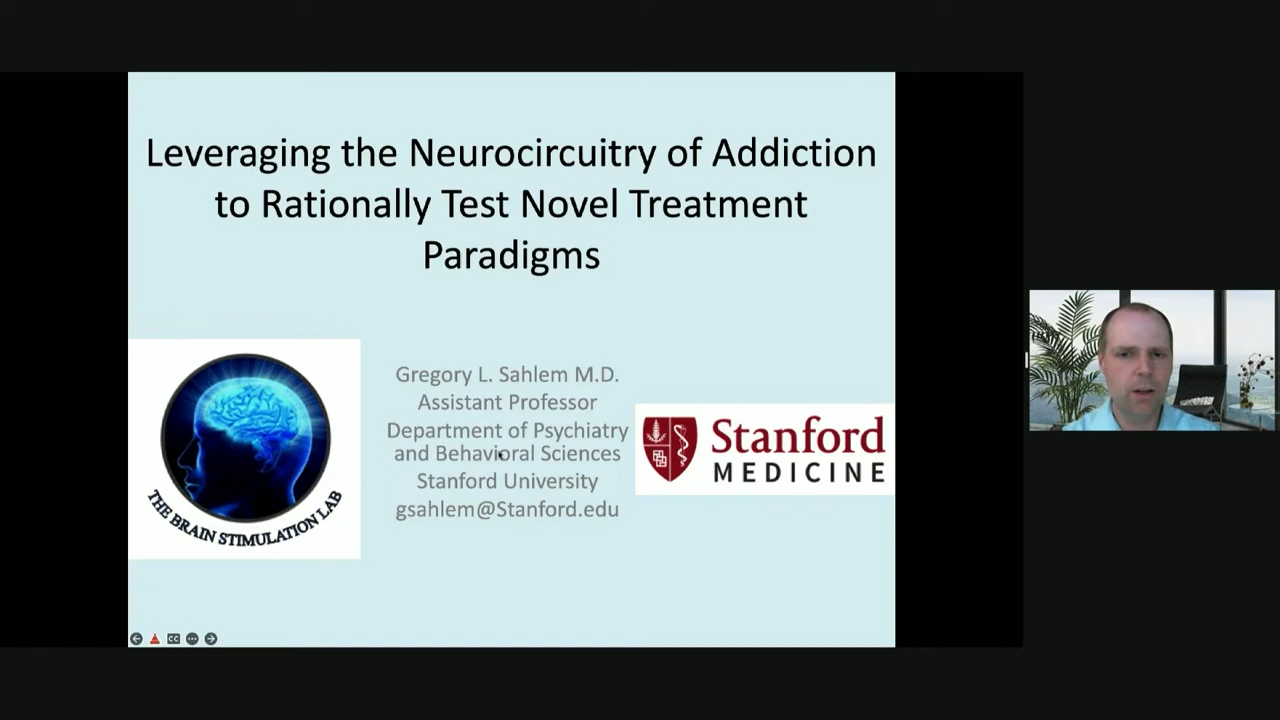 Leveraging the Neurocircuitry of Addiction
to Rationally Test Novel Treatment
Paradigms
THE BRAIN STIMULATION LAB
Gregory L. Sahlem M.D.
Assistant Professor
Department of Psychiatry
and Behavioral Sciences
Stanford University
gsahlem@Stanford.edu
Stanford
MEDICINE
CC